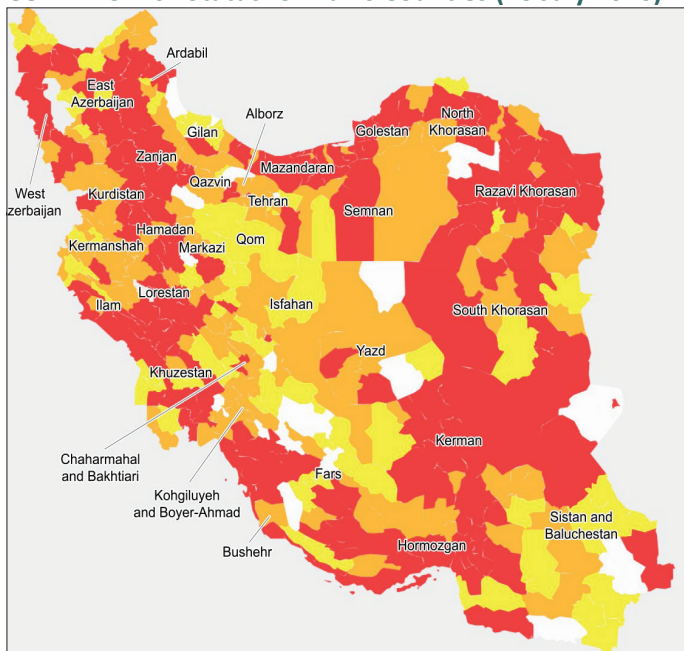 Ardabil
East
Azerbaijan
Alborz
North
Khorasan
Golestan
Gilan
Zanjan
Mazandaran
Qazvin
Razavi Khorasan
West
zerbaijan
Kurdistan
Tehran
Semnan
Hamadan
Kermanshah
Markazi
Qom
Lorestan
Ilam
Isfahan
South Khorasan
Yazd
Khuzestan
Kerman
Chaharmahal
and Bakhtiari
Fars
Kohgiluyeh
and Boyer-Ahmad
Sistan and
Baluchestan
Bushehr
Hormozgan